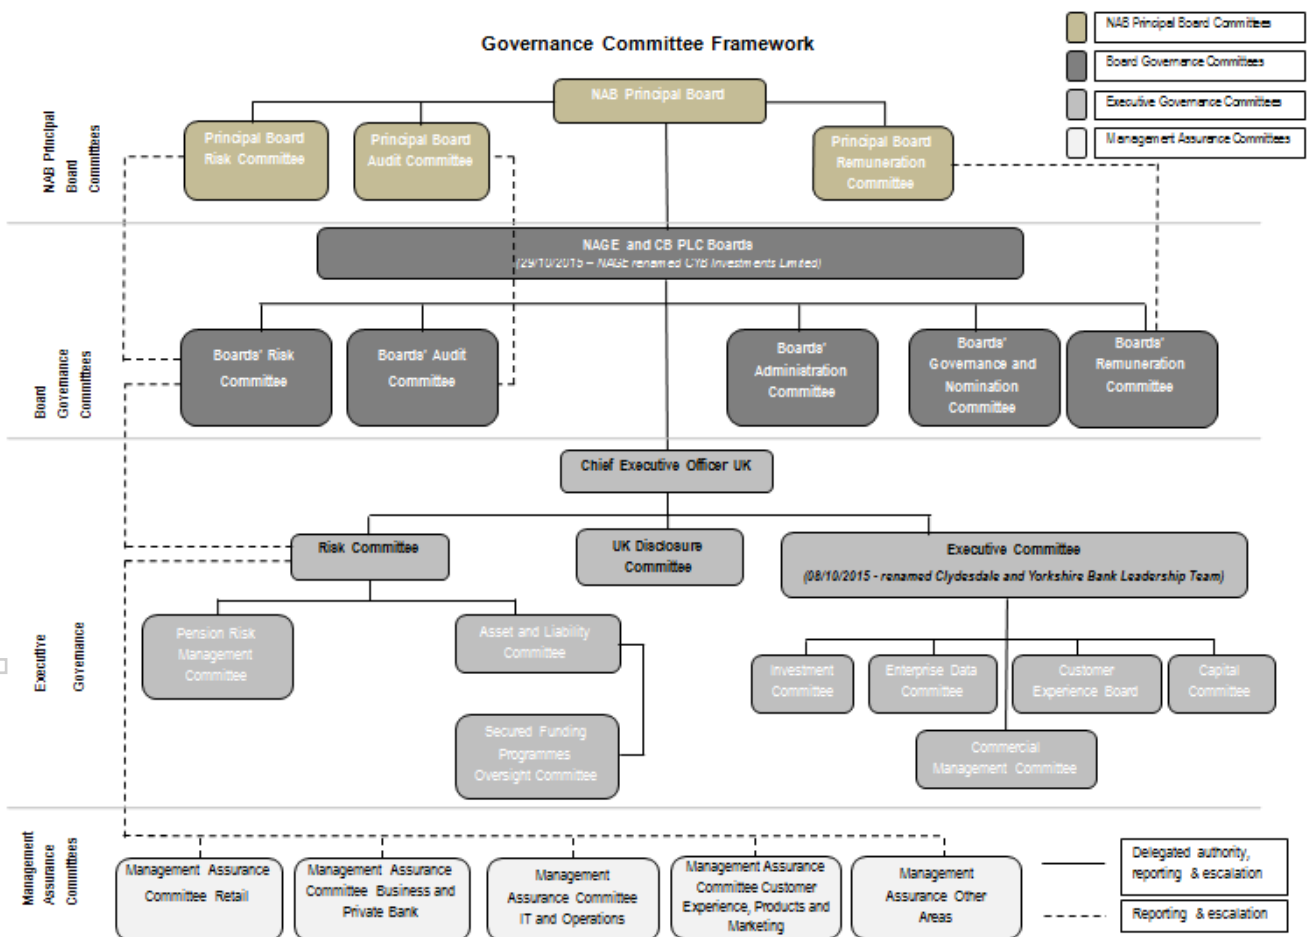 Governance Committee Framework
NAB Principal Board Committees
Board Governance Committees
Executive Governance Committees
Management Assurance Committees
NAB Principal
Board
Committees
NAB Principal Board
Principal Board
Risk Committee
Principal Board
Audit Committee
Principal Board
Remuneration
Committee
NAGE and CB PLC Boards
(29/10/2015 – NAGE renamed CYB Investments Limited)
Board
Governance
Committees
Boards' Risk
Committee
Boards' Audit
Committee
Boards'
Administration
Committee
Boards'
Governance and
Nomination
Committee
Boards'
Remuneration
Committee
Chief Executive Officer UK
Executive
Governance
Risk Committee
UK Disclosure
Committee
Executive Committee
(08/10/2015 - renamed Clydesdale and Yorkshire Bank Leadership Team)
Pension Risk
Management
Committee
Asset and Liability
Committee
Secured Funding
Programmes
Oversight Committee
Investment
Committee
Enterprise Data
Committee
Customer
Experience Board
Capital
Committee
Commercial
Management Committee
Management
Assurance
Committees
Management Assurance
Committee Retail
Management Assurance
Committee Business and
Private Bank
Management
Assurance Committee
IT and Operations
Management Assurance
Committee Customer
Experience, Products and
Marketing
Management
Assurance Other
Areas
Delegated authority,
reporting & escalation
Reporting & escalation